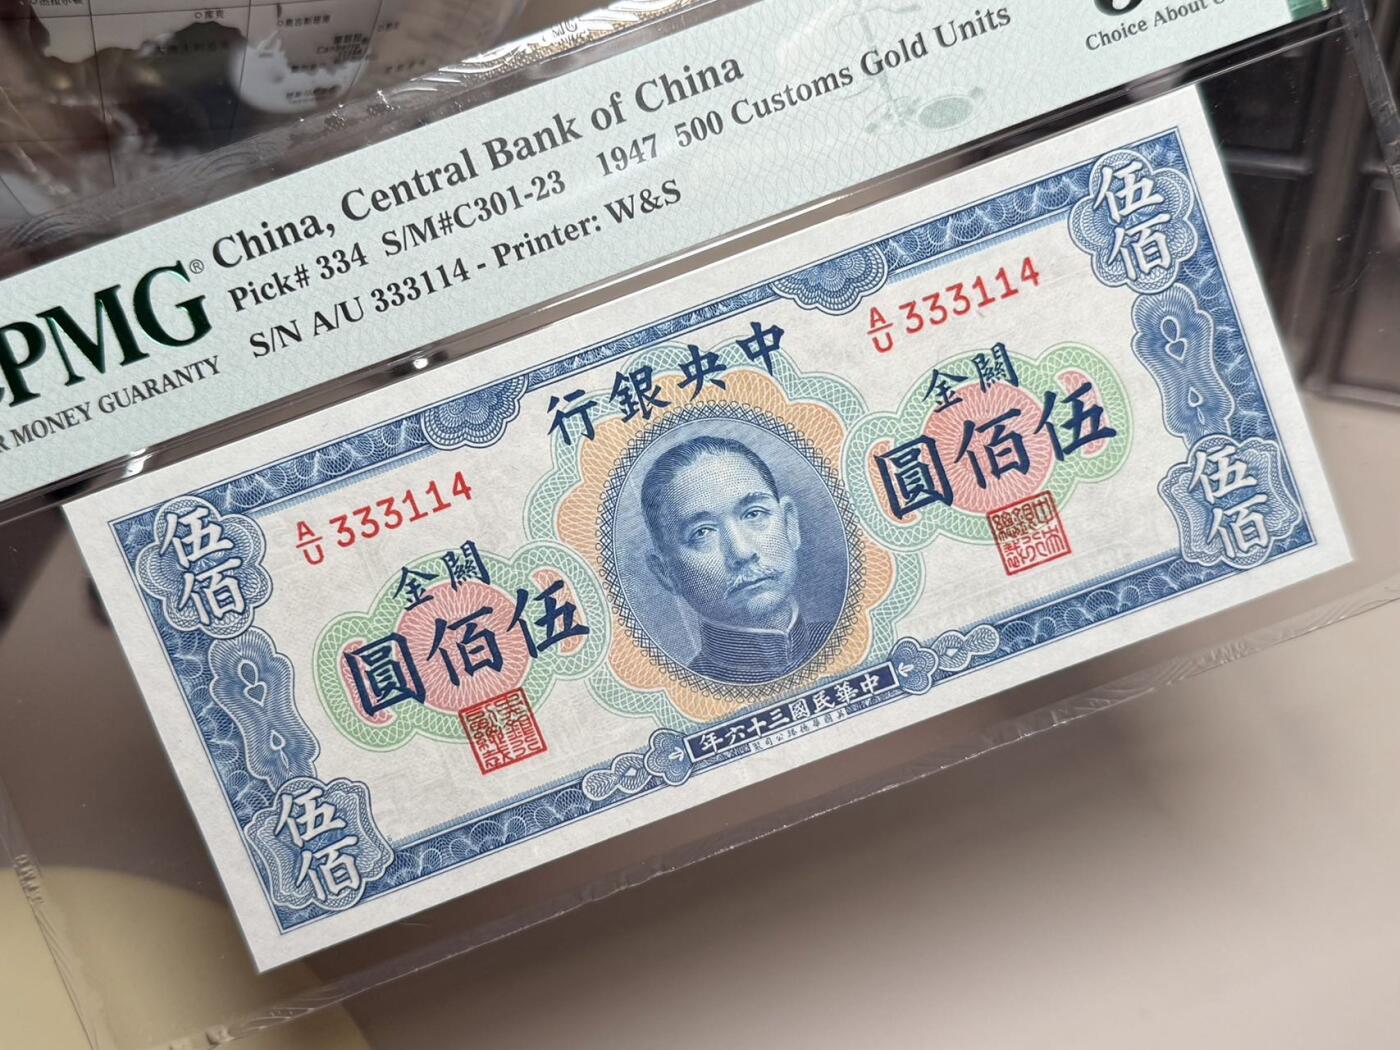 China, Central Bank of China
Pick# 334 S/M#C301-23 1947 500 Customs Gold Units
S/N A/U 333114 - Printer: W&S
PMG®
MONEY GUARANTY
Choice About
中央銀行
A/U 333114
A/U 333114
關金
伍佰圓
關金
伍佰圓
伍佰
伍佰
伍佰
伍佰
中華民國三十六年